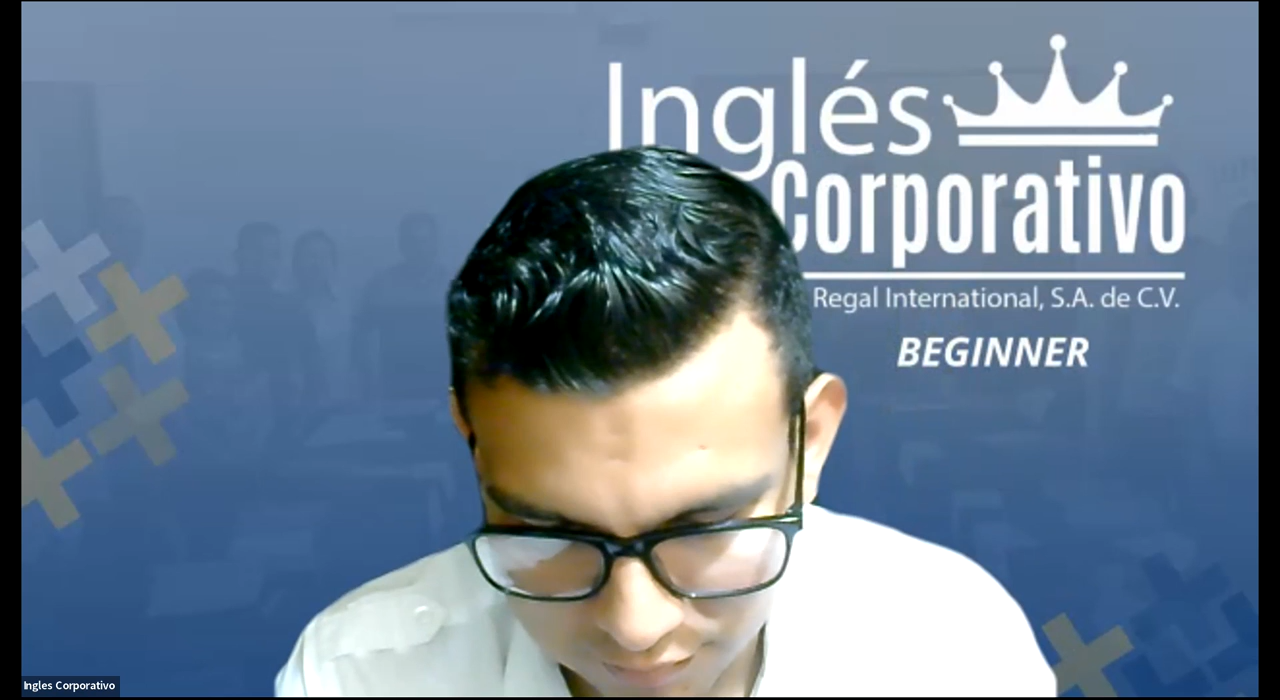 Inglés
Corporativo
Regal International, S.A. de C.V.
BEGINNER
Ingles Corporativo